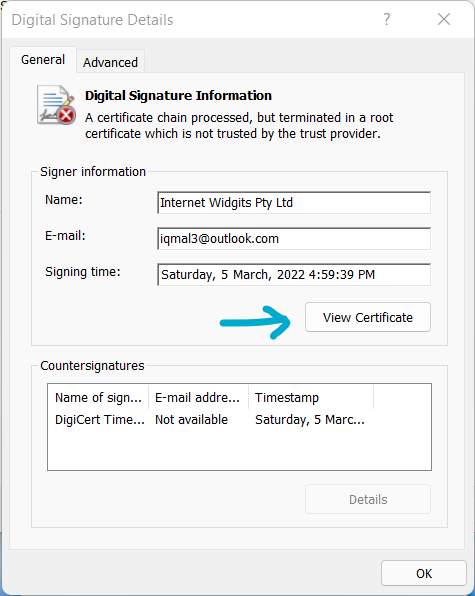 Digital Signature Details
?
General
Advanced
Digital Signature Information
A certificate chain processed, but terminated in a root
certificate which is not trusted by the trust provider.
Signer information
Name:
Internet Widgits Pty Ltd
E-mail:
iqmal3@outlook.com
Signing time:
Saturday, 5 March, 2022 4:59:39 PM
View Certificate
Countersignatures
Name of sign... E-mail addre... Timestamp
DigiCert Time... Not available Saturday, 5 Marc...
Details
OK